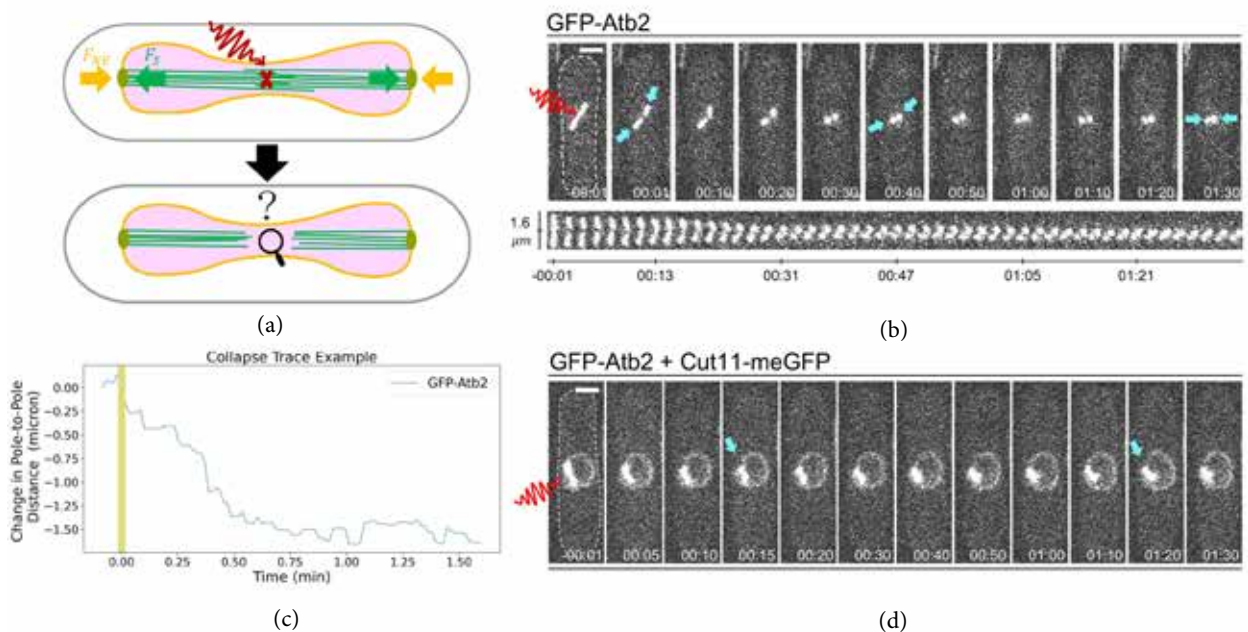 F_NE F_S
X
?
(a)
GFP-Atb2
-00:01 00:01 00:10 00:20 00:30 00:40 00:50 01:00 01:10 01:20 01:30
1.6
μm
-00:01 00:13 00:31 00:47 01:05 01:21
(b)
Collapse Trace Example
GFP-Atb2
Change in Pole-to-Pole
Distance (micron)
0.00
−0.25
−0.50
−0.75
−1.00
−1.25
−1.50
0.00 0.25 0.50 0.75 1.00 1.25 1.50
Time (min)
(c)
GFP-Atb2 + Cut11-meGFP
-00:01 00:05 00:10 00:15 00:20 00:30 00:40 00:50 01:00 01:10 01:20 01:30
(d)